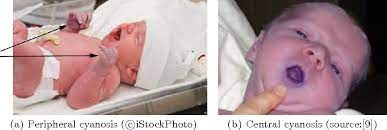 (a) Peripheral cyanosis (©iStockPhoto)
(b) Central cyanosis (source:[9])